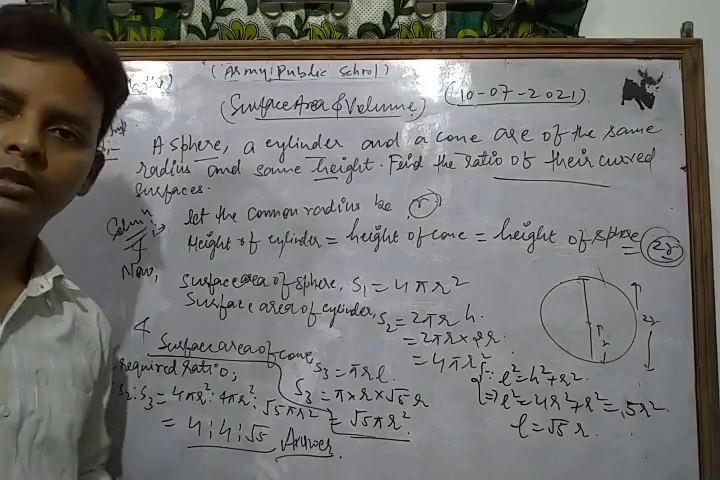 (Army Public School)
(Surface Area & Volume) (10-07-2021)
A sphere, a cylinder and a cone are of the same
radius and same height. Find the ratio of their curved
surfaces.
Solun:→ let the common radius be r
Height of cylinder = height of cone = height of sphere = 2r
Now,
Surface area of sphere, S₁ = 4πr²
Surface area of cylinder, S₂ = 2πrh.
= 2πr×2r
= 4πr²
&
Surface area of cone, S₃ = πrl.
S₃ = π×r×√5r
= √5πr²
∵ l² = h²+r².
⇒ l² = 4r²+r² = 5r².
l = √5 r.
2r
r
required ratio;
S₂:S₃ = 4πr² : 4πr² : √5πr²
= 4:4:√5 Answer.